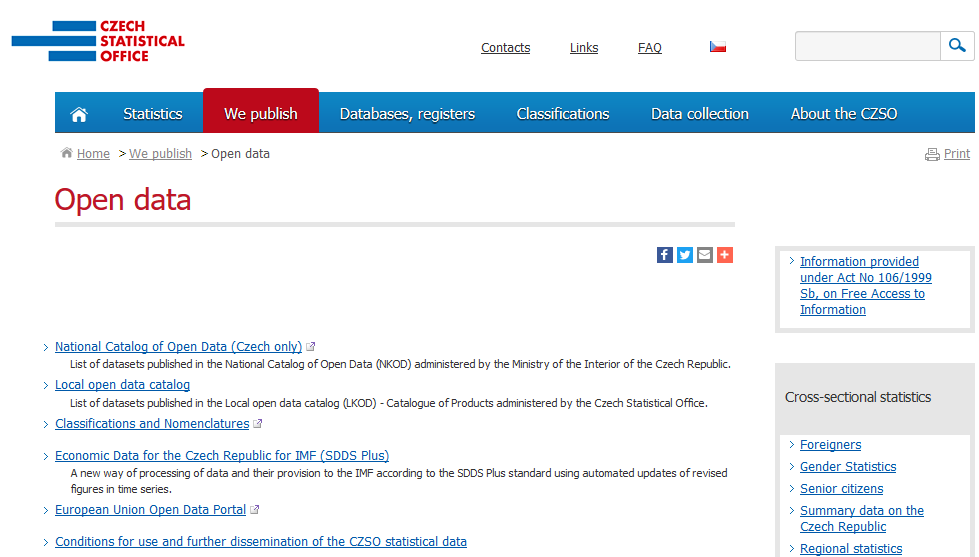 CZECH
STATISTICAL
OFFICE
Contacts Links FAQ
Statistics We publish Databases, registers Classifications Data collection About the CZSO
Home > We publish > Open data
Print
Open data
Information provided
under Act No 106/1999
Sb, on Free Access to
Information
National Catalog of Open Data (Czech only)
List of datasets published in the National Catalog of Open Data (NKOD) administered by the Ministry of the Interior of the Czech Republic.
Local open data catalog
List of datasets published in the Local open data catalog (LKOD) - Catalogue of Products administered by the Czech Statistical Office.
Classifications and Nomenclatures
Economic Data for the Czech Republic for IMF (SDDS Plus)
A new way of processing of data and their provision to the IMF according to the SDDS Plus standard using automated updates of revised
figures in time series.
European Union Open Data Portal
Conditions for use and further dissemination of the CZSO statistical data
Cross-sectional statistics
Foreigners
Gender Statistics
Senior citizens
Summary data on the
Czech Republic
Regional statistics